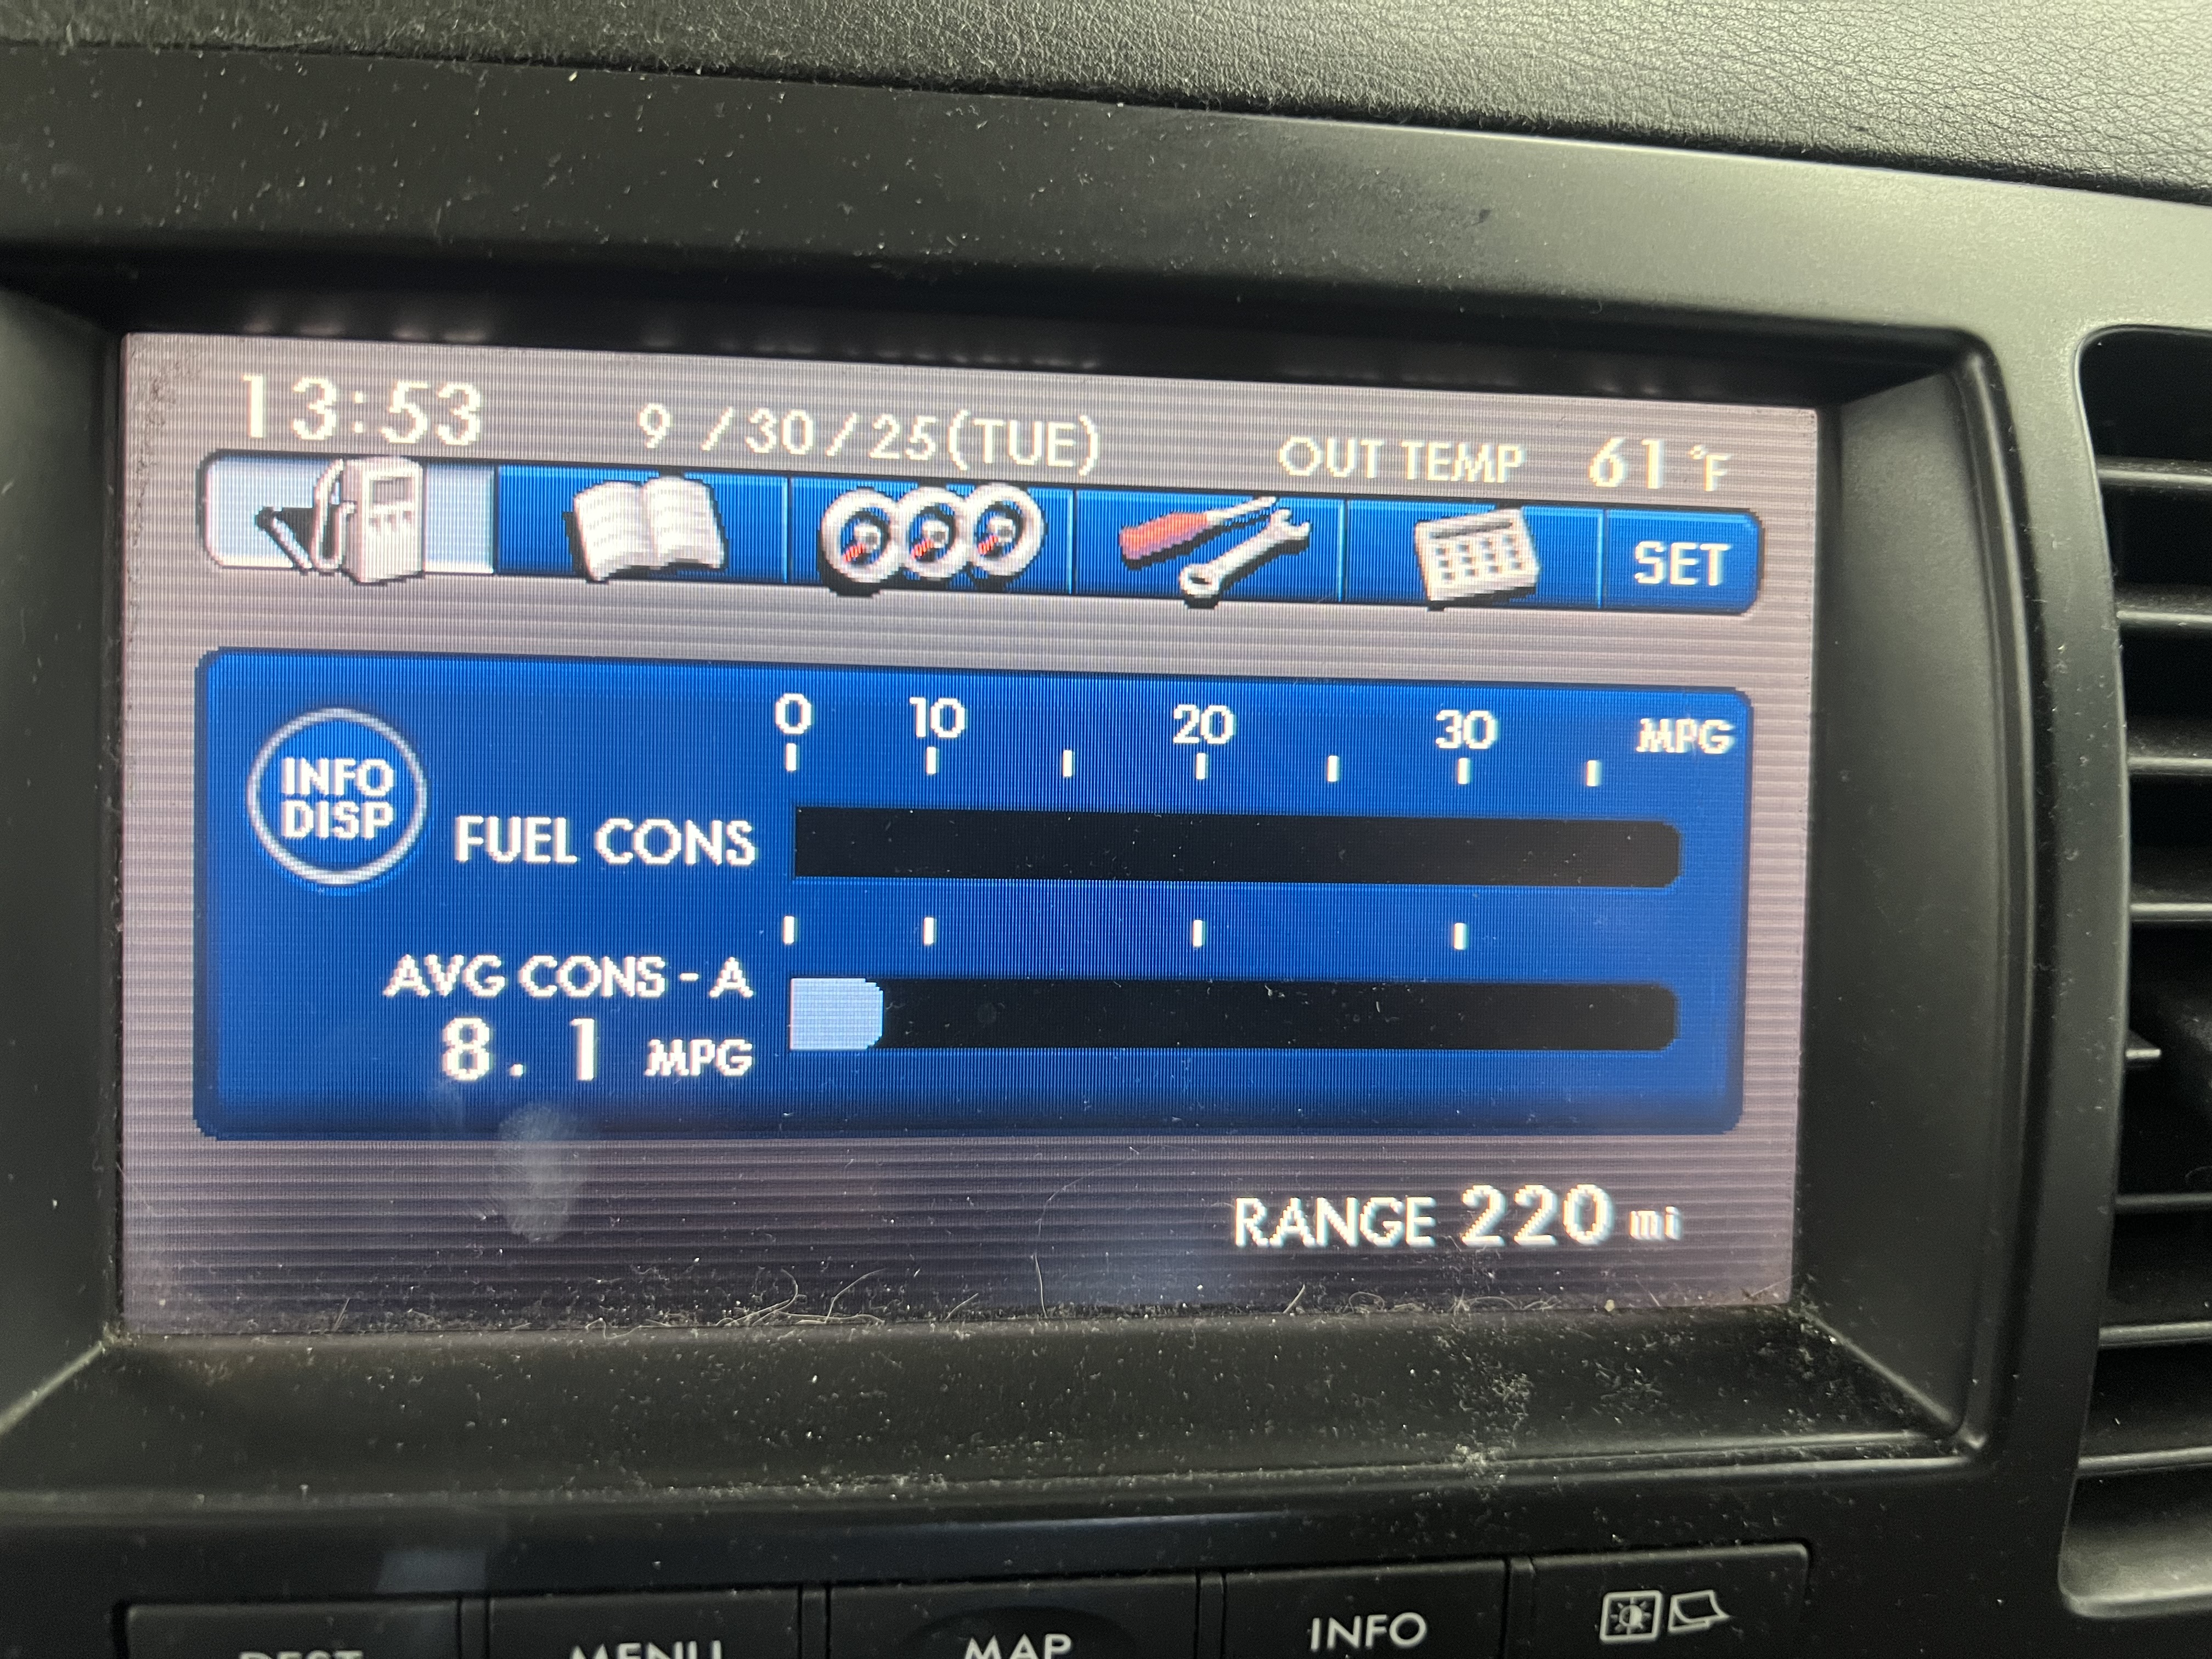 13:53 9/30/25(TUE) OUT TEMP 61°F
SET
0 10 20 30 MPG
INFO
DISP
FUEL CONS
AVG CONS-A
8.1 MPG
RANGE 220 mi
DEST MENU MAP INFO